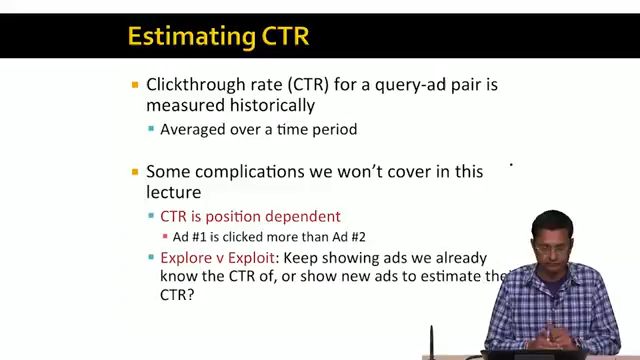 Estimating CTR
Clickthrough rate (CTR) for a query-ad pair is
measured historically
Averaged over a time period
Some complications we won't cover in this
lecture
CTR is position dependent
Ad #1 is clicked more than Ad #2
Explore v Exploit: Keep showing ads we already
know the CTR of, or show new ads to estimate
CTR?